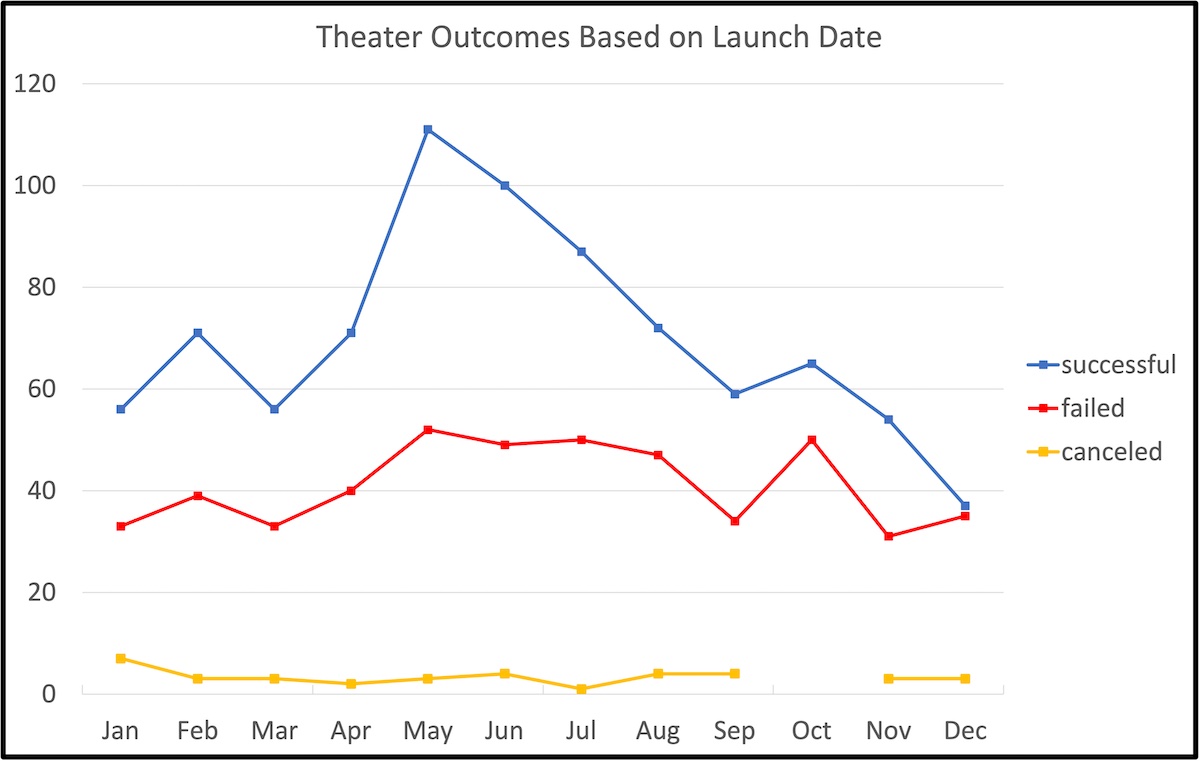 Theater Outcomes Based on Launch Date
120
100
80
60
40
20
0
Jan Feb Mar Apr May Jun Jul Aug Sep Oct Nov Dec
successful
failed
canceled